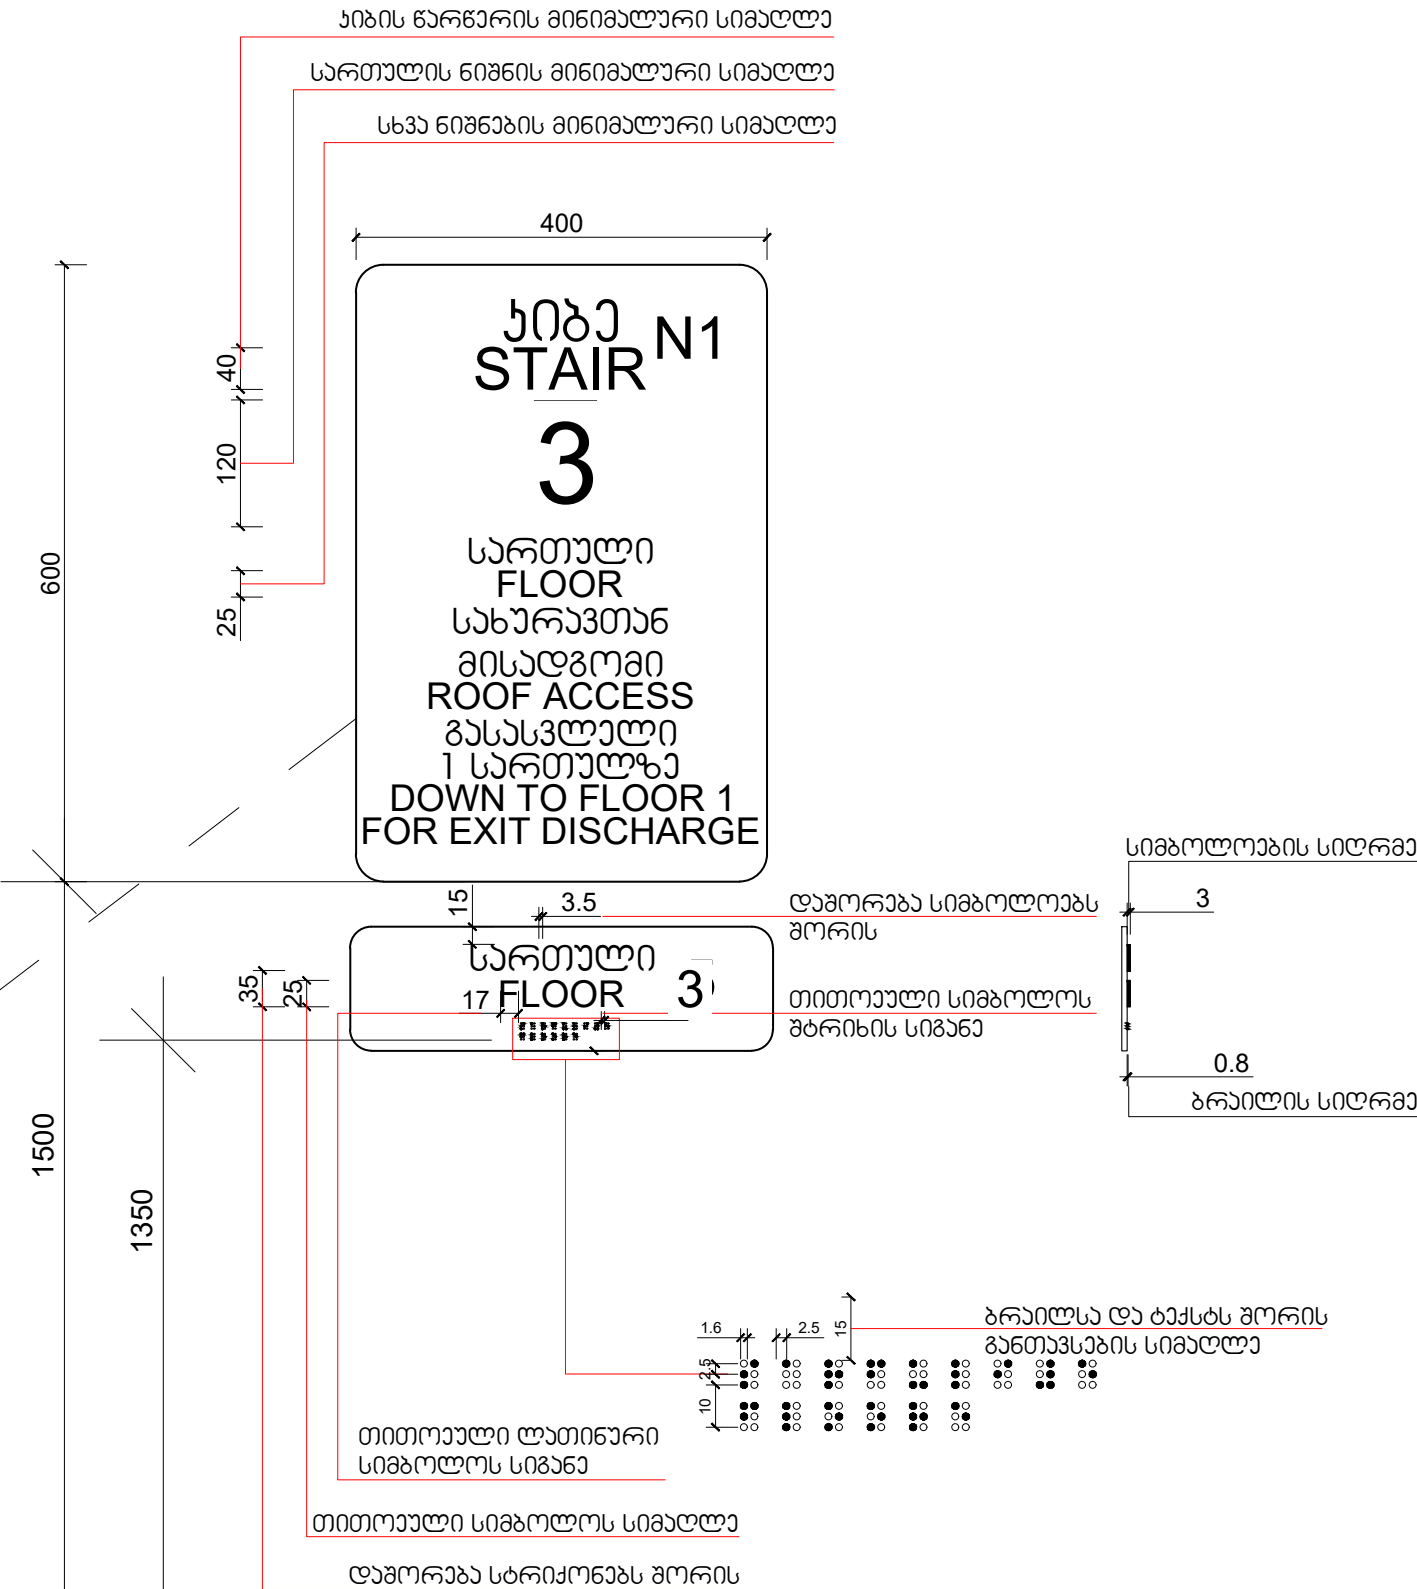 კიბის წარწერის მინიმალური სიმაღლე
სართულის ნიშნის მინიმალური სიმაღლე
სხვა ნიშნების მინიმალური სიმაღლე
400
კიბე
STAIR N1
40
3
120
600
სართული
FLOOR
25
სახურავთან
მისადგომი
ROOF ACCESS
გასასვლელი
1 სართულზე
DOWN TO FLOOR 1
FOR EXIT DISCHARGE
სიმბოლოების სიღრმე
3
15
3.5
დაშორება სიმბოლოებს
შორის
სართული
FLOOR 3
35
25
17
თითოეული სიმბოლოს
შტრიხის სიგანე
0.8
ბრაილის სიღრმე
1500
1350
ბრაილსა და ტექსტს შორის
განთავსების სიმაღლე
1.6
2.5
15
2.5
10
თითოეული ლათინური
სიმბოლოს სიგანე
თითოეული სიმბოლოს სიმაღლე
დაშორება სტრიქონებს შორის